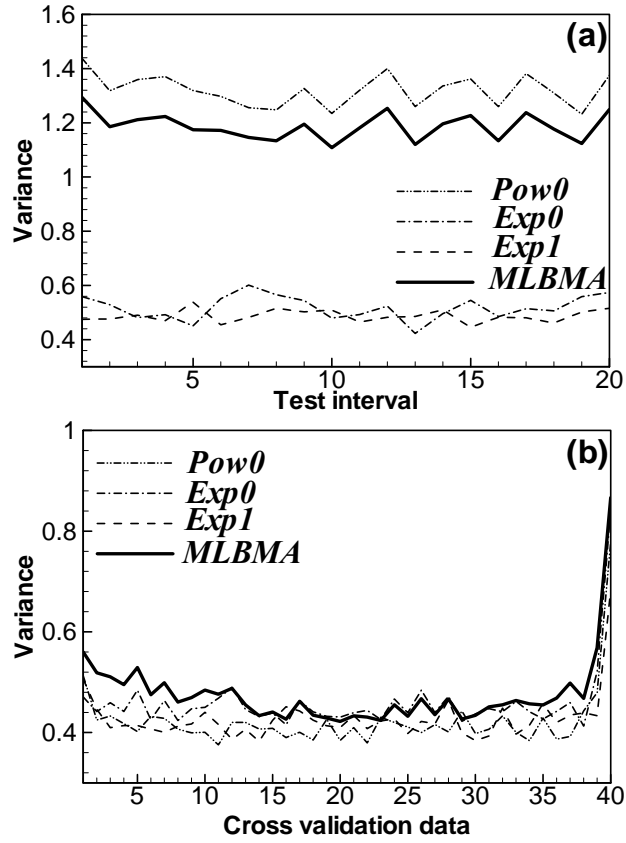 (a)
1.6
1.4
1.2
1
0.8
0.6
0.4
Variance
Pow0
Exp0
Exp1
MLBMA
5
10
15
20
Test interval
(b)
1
0.8
0.6
0.4
Variance
Pow0
Exp0
Exp1
MLBMA
5
10
15
20
25
30
35
40
Cross validation data